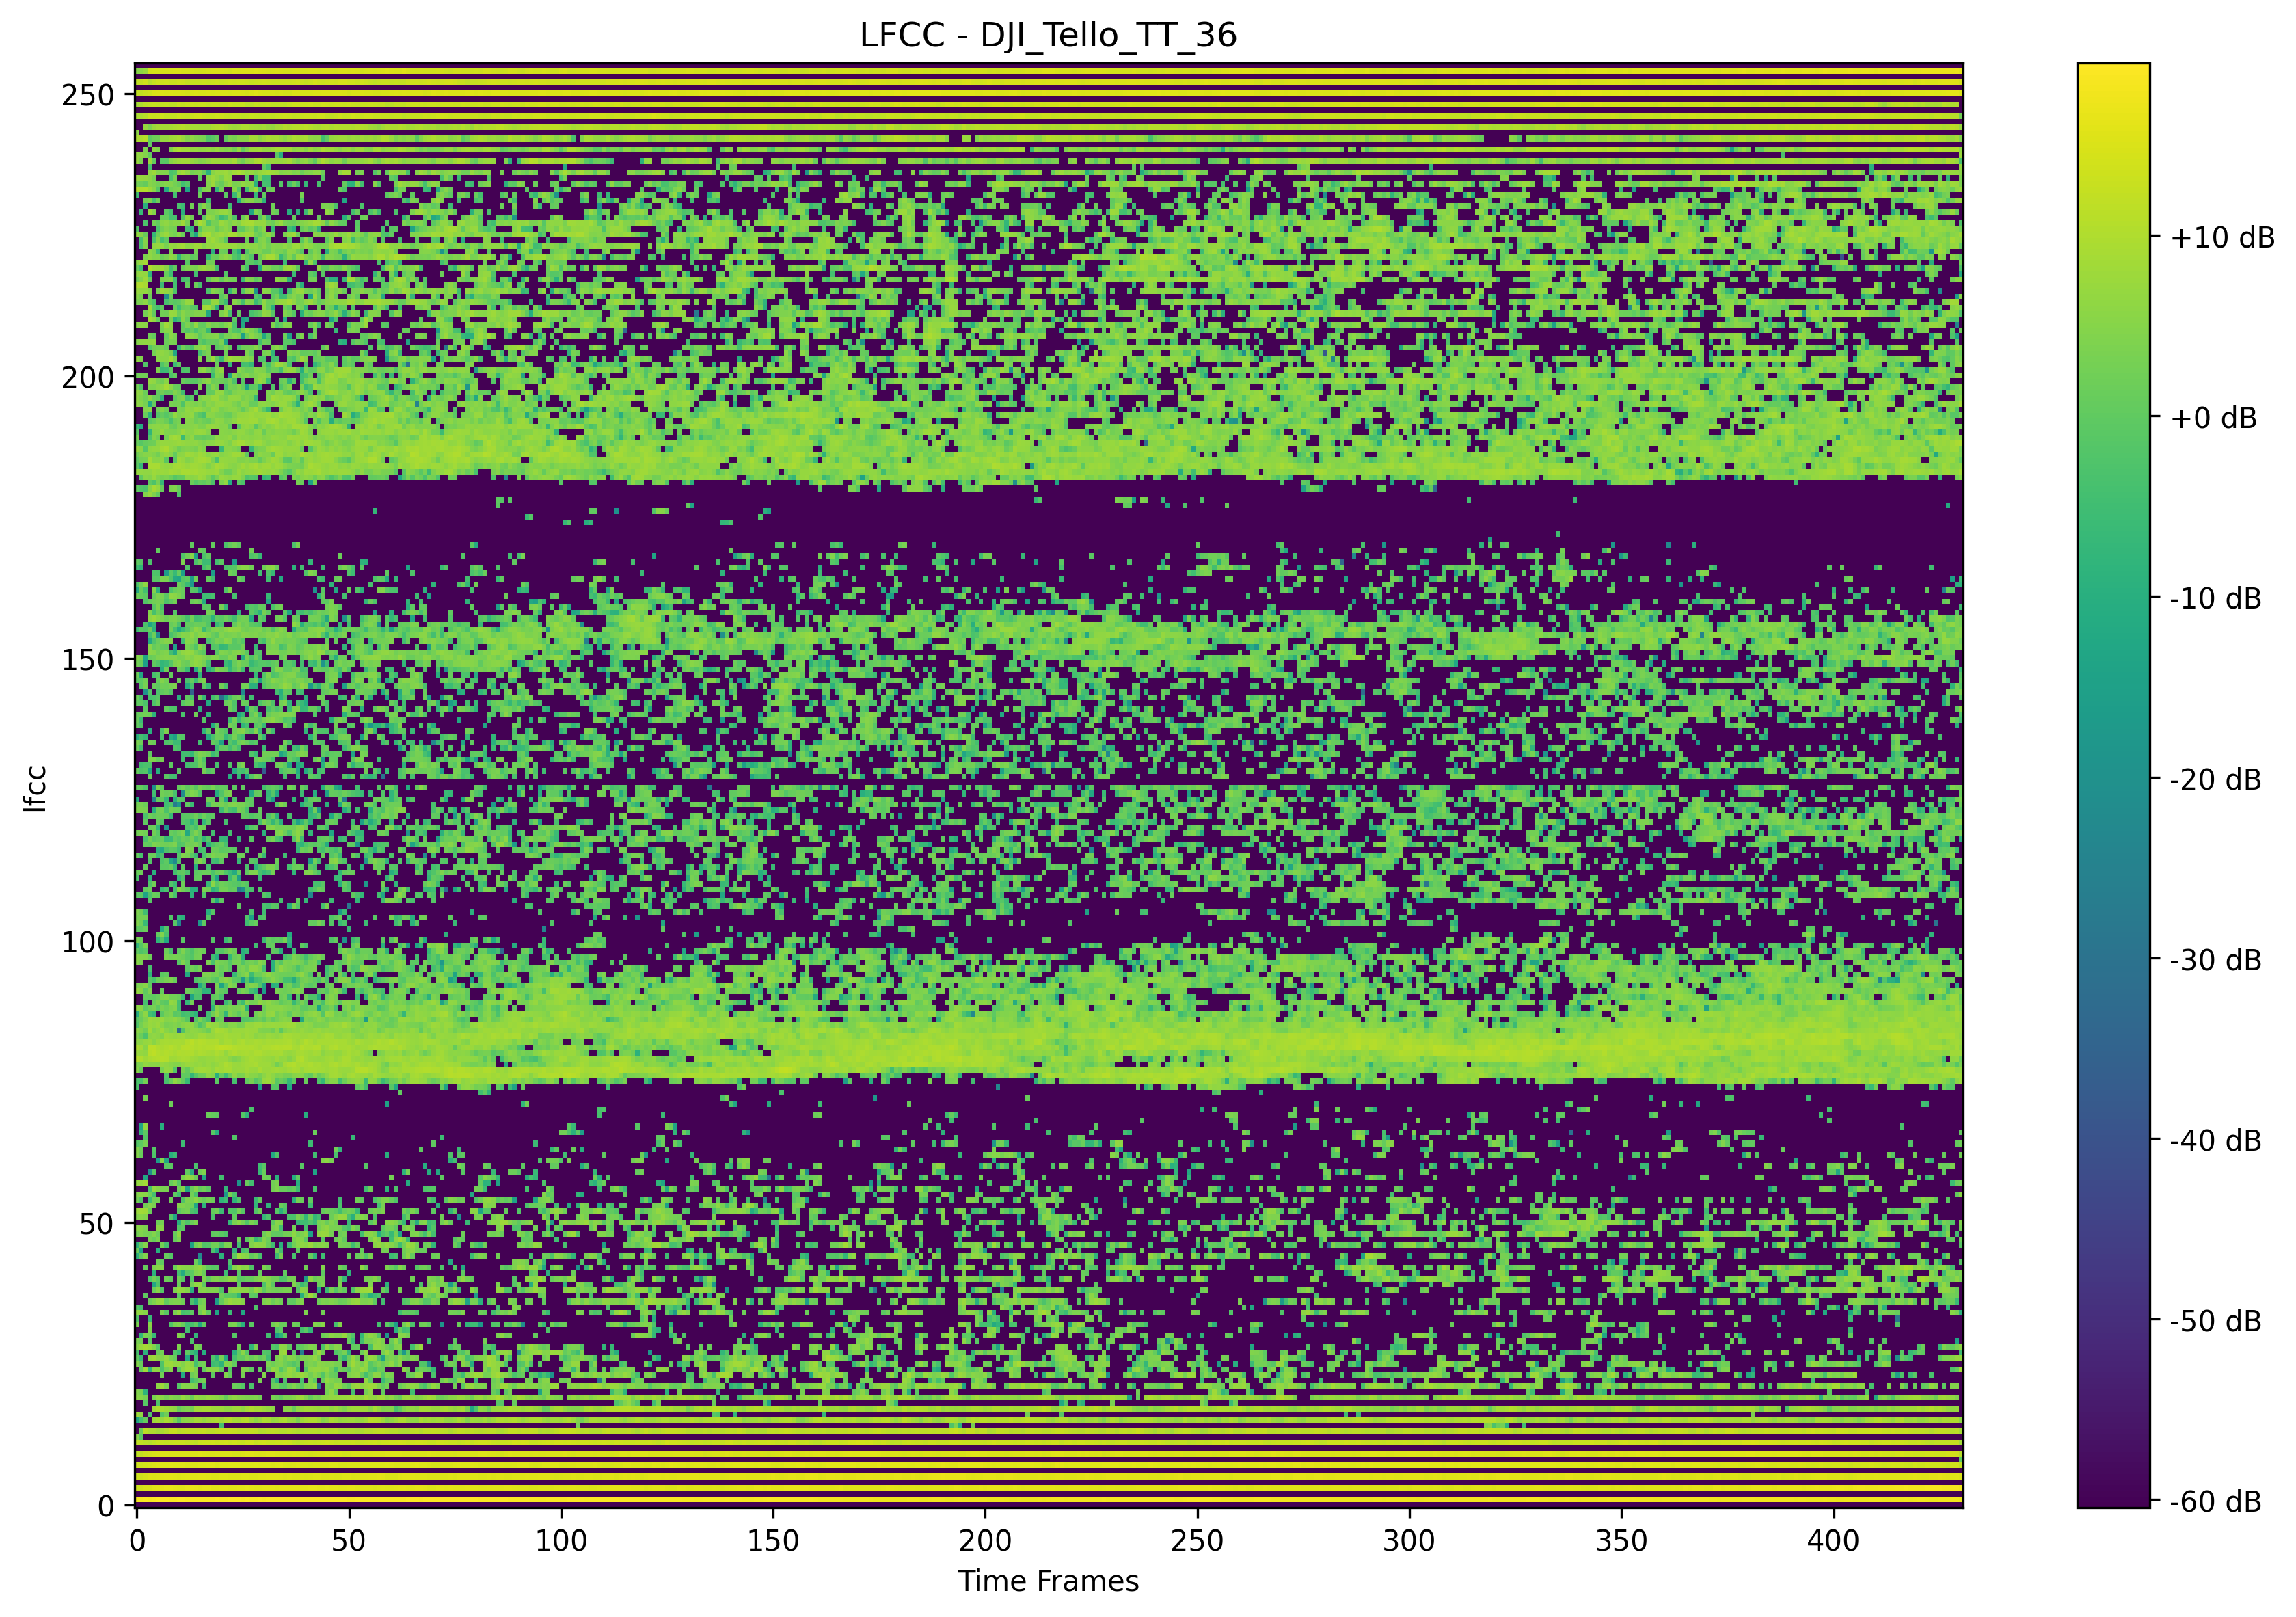 LFCC - DJI_Tello_TT_36
250
200
150
100
50
0
lfcc
0 50 100 150 200 250 300 350 400
Time Frames
+10 dB
+0 dB
-10 dB
-20 dB
-30 dB
-40 dB
-50 dB
-60 dB